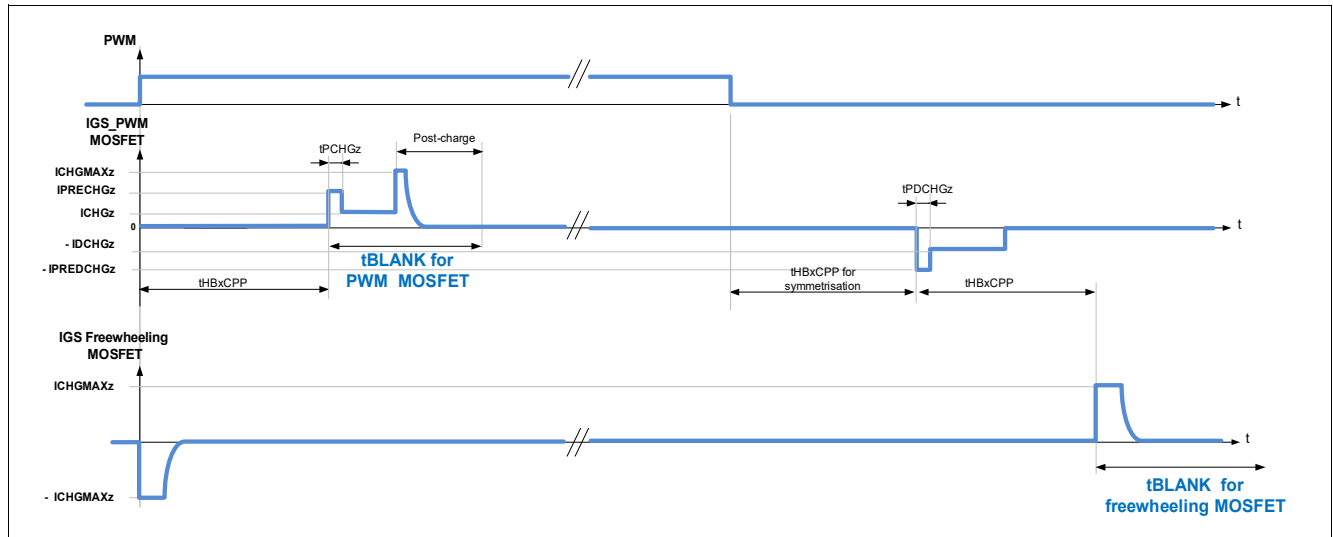 PWM
t
IGS_PWM
MOSFET
Post-charge
tPCHGz
ICHGMAXz
IPRECHGz
ICHGz
0
- IDCHGz
- IPREDCHGz
tPDCHGz
t
tBLANK for
PWM MOSFET
tHBxCPP
tHBxCPP for
symmetrisation
tHBxCPP
IGS Freewheeling
MOSFET
ICHGMAXz
t
- ICHGMAXz
tBLANK for
freewheeling MOSFET